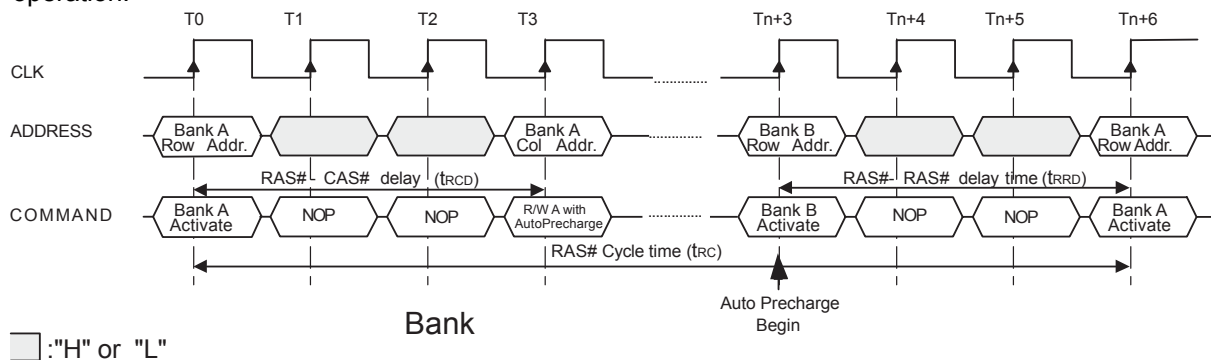 operation.
T0 T1 T2 T3 Tn+3 Tn+4 Tn+5 Tn+6
CLK
ADDRESS
Bank A
Row Addr.
Bank A
Col Addr.
Bank B
Row Addr.
Bank A
Row Addr.
RAS# - CAS# delay (tRCD)
RAS# - RAS# delay time (tRRD)
COMMAND
Bank A
Activate
NOP
NOP
R/W A with
AutoPrecharge
Bank B
Activate
NOP
NOP
Bank A
Activate
RAS# Cycle time (tRC)
Auto Precharge
Begin
Bank
:"H" or "L"